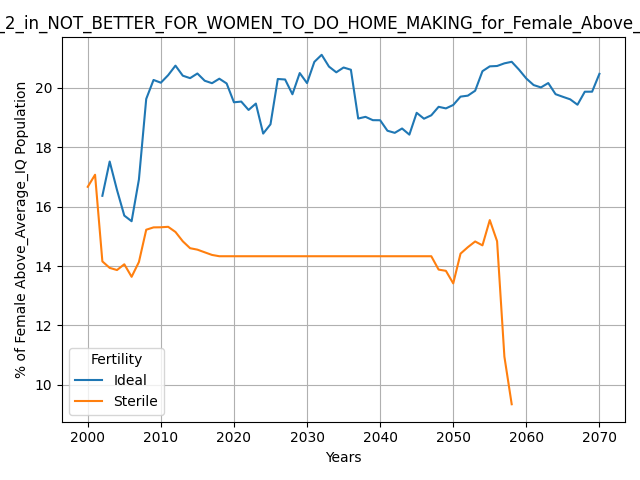 _2_in_NOT_BETTER_FOR_WOMEN_TO_DO_HOME_MAKING_for_Female_Above_
% of Female Above_Average_IQ Population
20
18
16
14
12
10
Fertility
Ideal
Sterile
2000 2010 2020 2030 2040 2050 2060 2070
Years